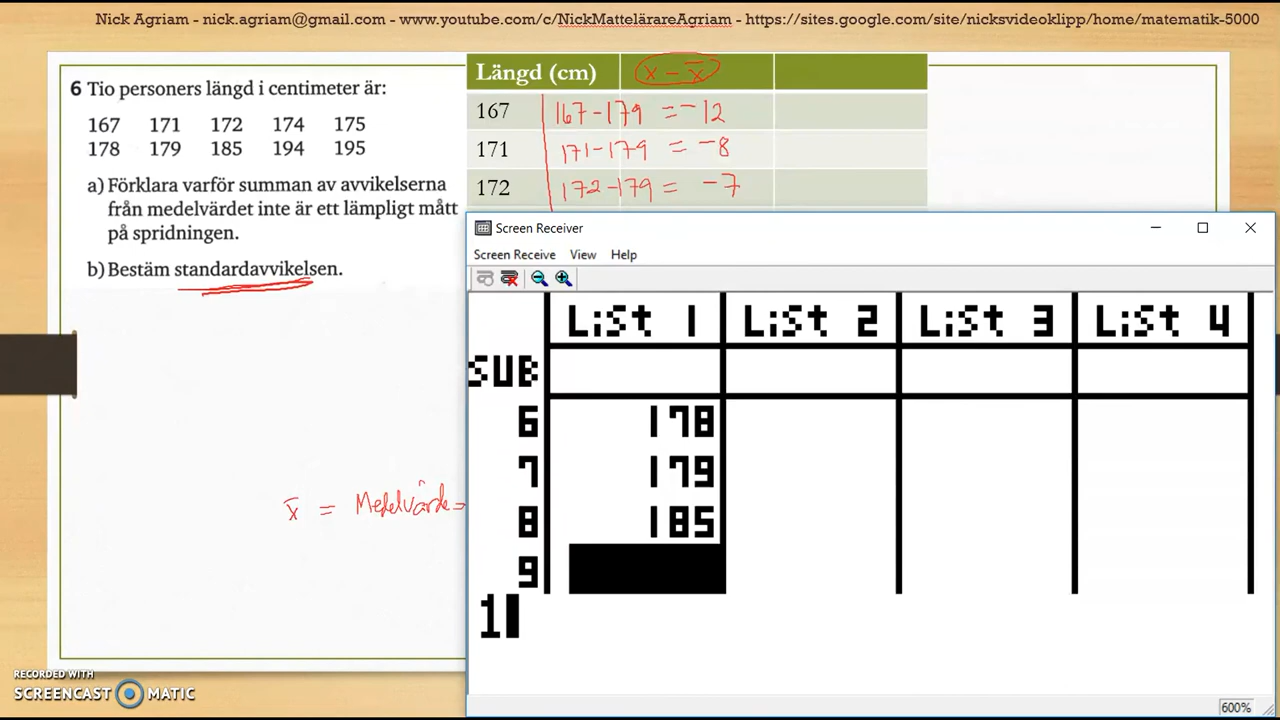 Nick Agriam - nick.agriam@gmail.com - www.youtube.com/c/NickMattelärareAgriam - https://sites.google.com/site/nicksvideoklipp/home/matematik-5000
6 Tio personers längd i centimeter är:
167 171 172 174 175
178 179 185 194 195
a) Förklara varför summan av avvikelserna
från medelvärdet inte är ett lämpligt mått
på spridningen.
b) Bestäm standardavvikelsen.
x̄ = Medelvärde =
Längd (cm) x - x̄
167 167-179 = -12
171 171-179 = -8
172 172-179 = -7
Screen Receiver
Screen Receive View Help
List 1 List 2 List 3 List 4
SUB
6 178
7 179
8 185
9
1
600%
RECORDED WITH
SCREENCAST MATIC